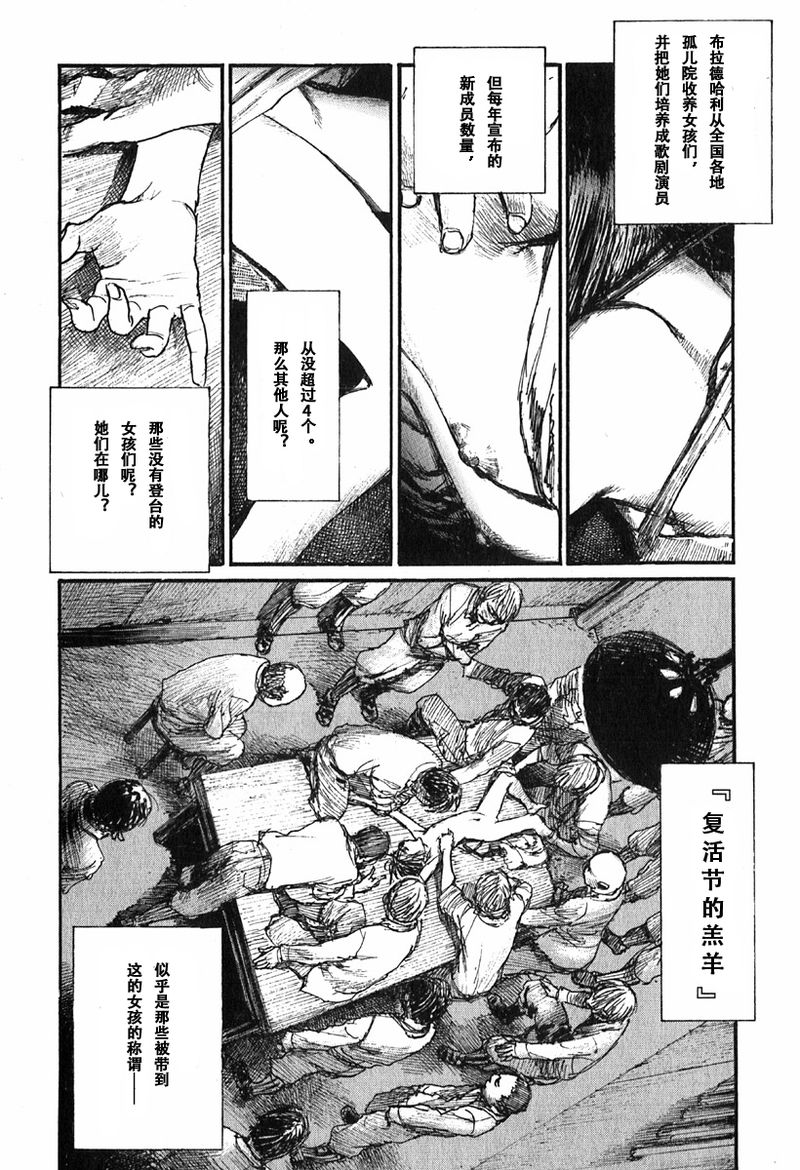 布拉德哈利从全国各地
孤儿院收养女孩们，
并把她们培养成歌剧演员
但每年宣布的
新成员数量，
从没超过4个。
那么其他人呢？
那些没有登台的
女孩们呢？
她们在哪儿？
『复活节的羔羊』
似乎是那些被带到
这的女孩的称谓——